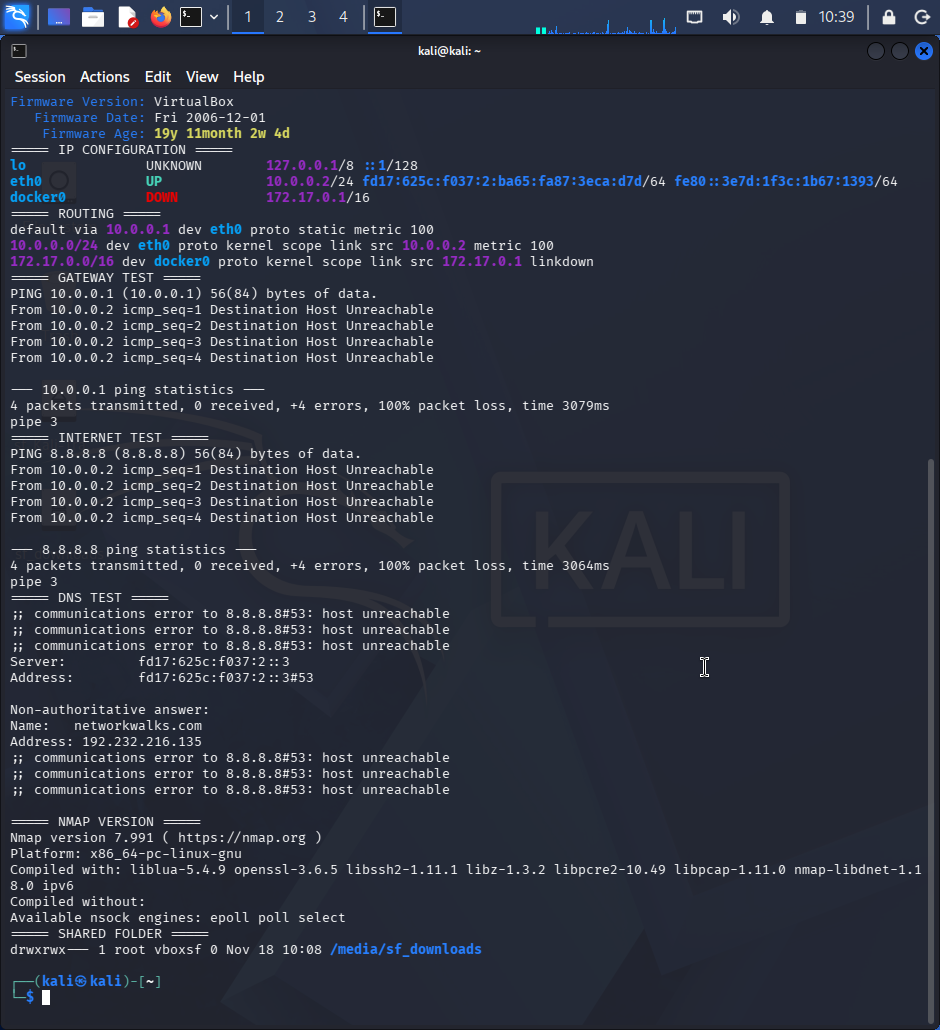 1 2 3 4 10:39
kali@kali: ~
Session Actions Edit View Help
Firmware Version: VirtualBox
Firmware Date: Fri 2006-12-01
Firmware Age: 19y 11month 2w 4d
===== IP CONFIGURATION =====
lo UNKNOWN 127.0.0.1/8 ::1/128
eth0 UP 10.0.0.2/24 fd17:625c:f037:2:ba65:fa87:3eca:d7d/64 fe80::3e7d:1f3c:1b67:1393/64
docker0 DOWN 172.17.0.1/16
===== ROUTING =====
default via 10.0.0.1 dev eth0 proto static metric 100
10.0.0.0/24 dev eth0 proto kernel scope link src 10.0.0.2 metric 100
172.17.0.0/16 dev docker0 proto kernel scope link src 172.17.0.1 linkdown
===== GATEWAY TEST =====
PING 10.0.0.1 (10.0.0.1) 56(84) bytes of data.
From 10.0.0.2 icmp_seq=1 Destination Host Unreachable
From 10.0.0.2 icmp_seq=2 Destination Host Unreachable
From 10.0.0.2 icmp_seq=3 Destination Host Unreachable
From 10.0.0.2 icmp_seq=4 Destination Host Unreachable

--- 10.0.0.1 ping statistics ---
4 packets transmitted, 0 received, +4 errors, 100% packet loss, time 3079ms
pipe 3
===== INTERNET TEST =====
PING 8.8.8.8 (8.8.8.8) 56(84) bytes of data.
From 10.0.0.2 icmp_seq=1 Destination Host Unreachable
From 10.0.0.2 icmp_seq=2 Destination Host Unreachable
From 10.0.0.2 icmp_seq=3 Destination Host Unreachable
From 10.0.0.2 icmp_seq=4 Destination Host Unreachable

--- 8.8.8.8 ping statistics ---
4 packets transmitted, 0 received, +4 errors, 100% packet loss, time 3064ms
pipe 3
===== DNS TEST =====
;; communications error to 8.8.8.8#53: host unreachable
;; communications error to 8.8.8.8#53: host unreachable
;; communications error to 8.8.8.8#53: host unreachable
Server: fd17:625c:f037:2::3
Address: fd17:625c:f037:2::3#53

Non-authoritative answer:
Name: networkwalks.com
Address: 192.232.216.135
;; communications error to 8.8.8.8#53: host unreachable
;; communications error to 8.8.8.8#53: host unreachable
;; communications error to 8.8.8.8#53: host unreachable

===== NMAP VERSION =====
Nmap version 7.991 ( https://nmap.org )
Platform: x86_64-pc-linux-gnu
Compiled with: liblua-5.4.9 openssl-3.6.5 libssh2-1.11.1 libz-1.3.2 libpcre2-10.49 libpcap-1.11.0 nmap-libdnet-1.1
8.0 ipv6
Compiled without:
Available nsock engines: epoll poll select
===== SHARED FOLDER =====
drwxrwx--- 1 root vboxsf 0 Nov 18 10:08 /media/sf_downloads

┌──(kali㉿kali)-[~]
└─$
KALI